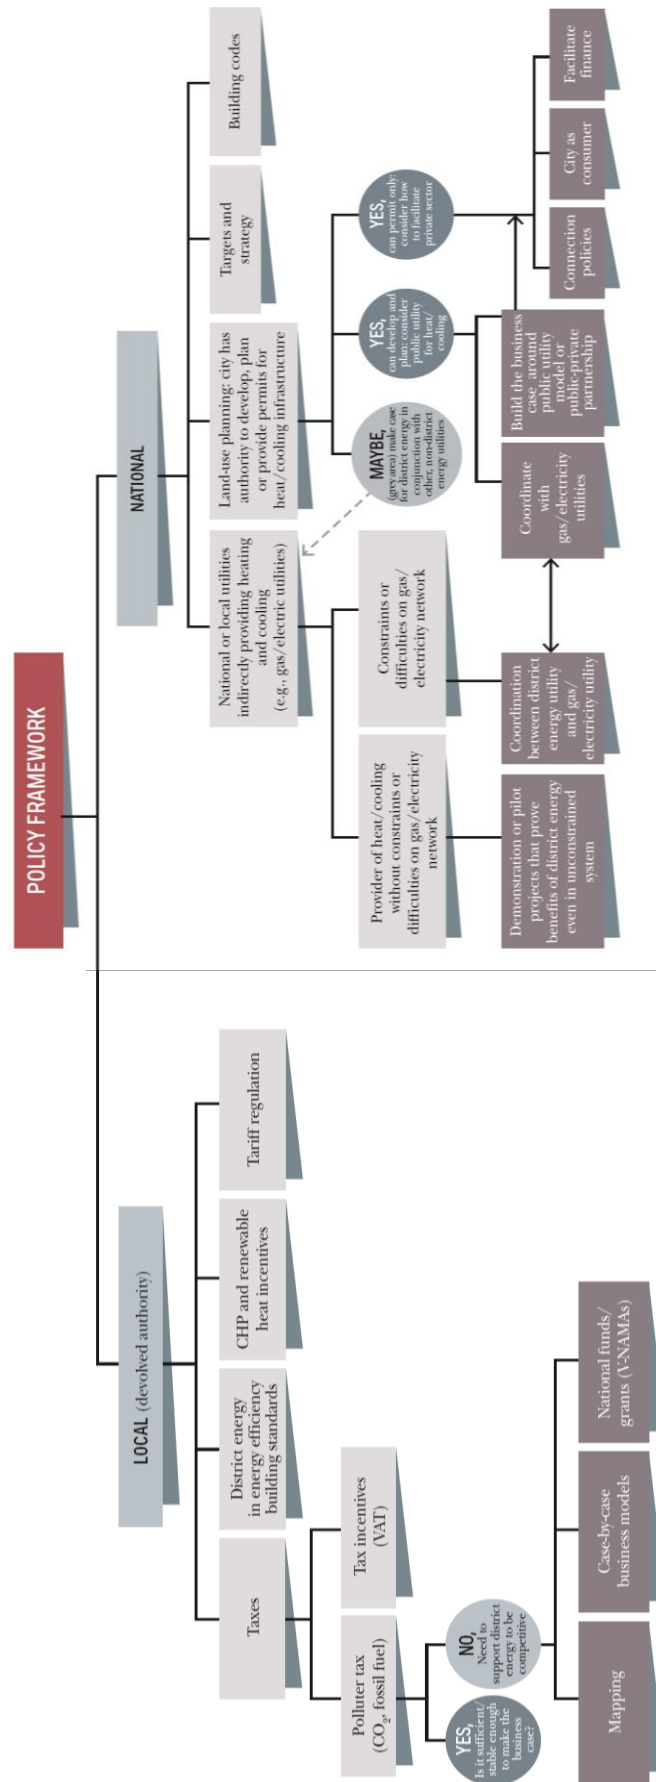 POLICY FRAMEWORK
LOCAL (devolved authority)
NATIONAL
Taxes
District energy
in energy efficiency
building standards
CHP and renewable
heat incentives
Tariff regulation
National or local utilities
indirectly providing heating
and cooling
(e.g., gas/electric utilities)
Land-use planning: city has
authority to develop, plan
or provide permits for
heat/cooling infrastructure
Targets and
strategy
Building codes
Polluter tax
(CO₂, fossil fuel)
Tax incentives
(VAT)
Provider of heat/cooling
without constraints or
difficulties on gas/electricity
network
Constraints or
difficulties on gas/
electricity network
MAYBE,
(grey area) make case
for district energy in
conjunction with
other, non-district
energy utilities
YES,
can develop and
plan: consider
public utility
for heat/
cooling
YES,
can permit only:
consider how
to facilitate
private sector
YES,
Is it sufficient/
stable enough
to make the
business
case?
NO,
Need to
support district
energy to be
competitive
Demonstration or pilot
projects that prove
benefits of district energy
even in unconstrained
system
Coordination
between district
energy utility
and gas/
electricity utility
Coordinate
with
gas/electricity
utilities
Build the business
case around
public utility
model or
public-private
partnership
Connection
policies
City as
consumer
Facilitate
finance
Mapping
Case-by-case
business models
National funds/
grants (V-NAMAs)